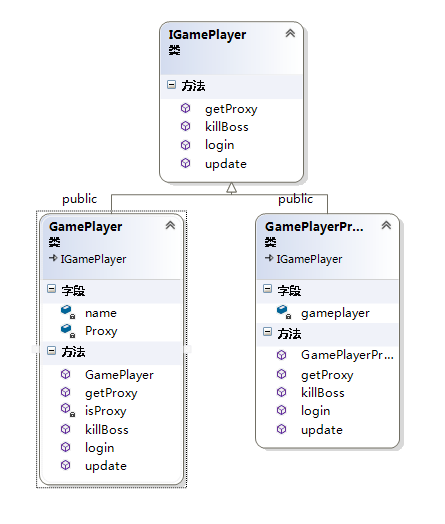 IGamePlayer
类
方法
getProxy
killBoss
login
update
public
public
GamePlayer
类
IGamePlayer
字段
name
Proxy
方法
GamePlayer
getProxy
isProxy
killBoss
login
update
GamePlayerPr...
类
IGamePlayer
字段
gameplayer
方法
GamePlayerPr...
getProxy
killBoss
login
update